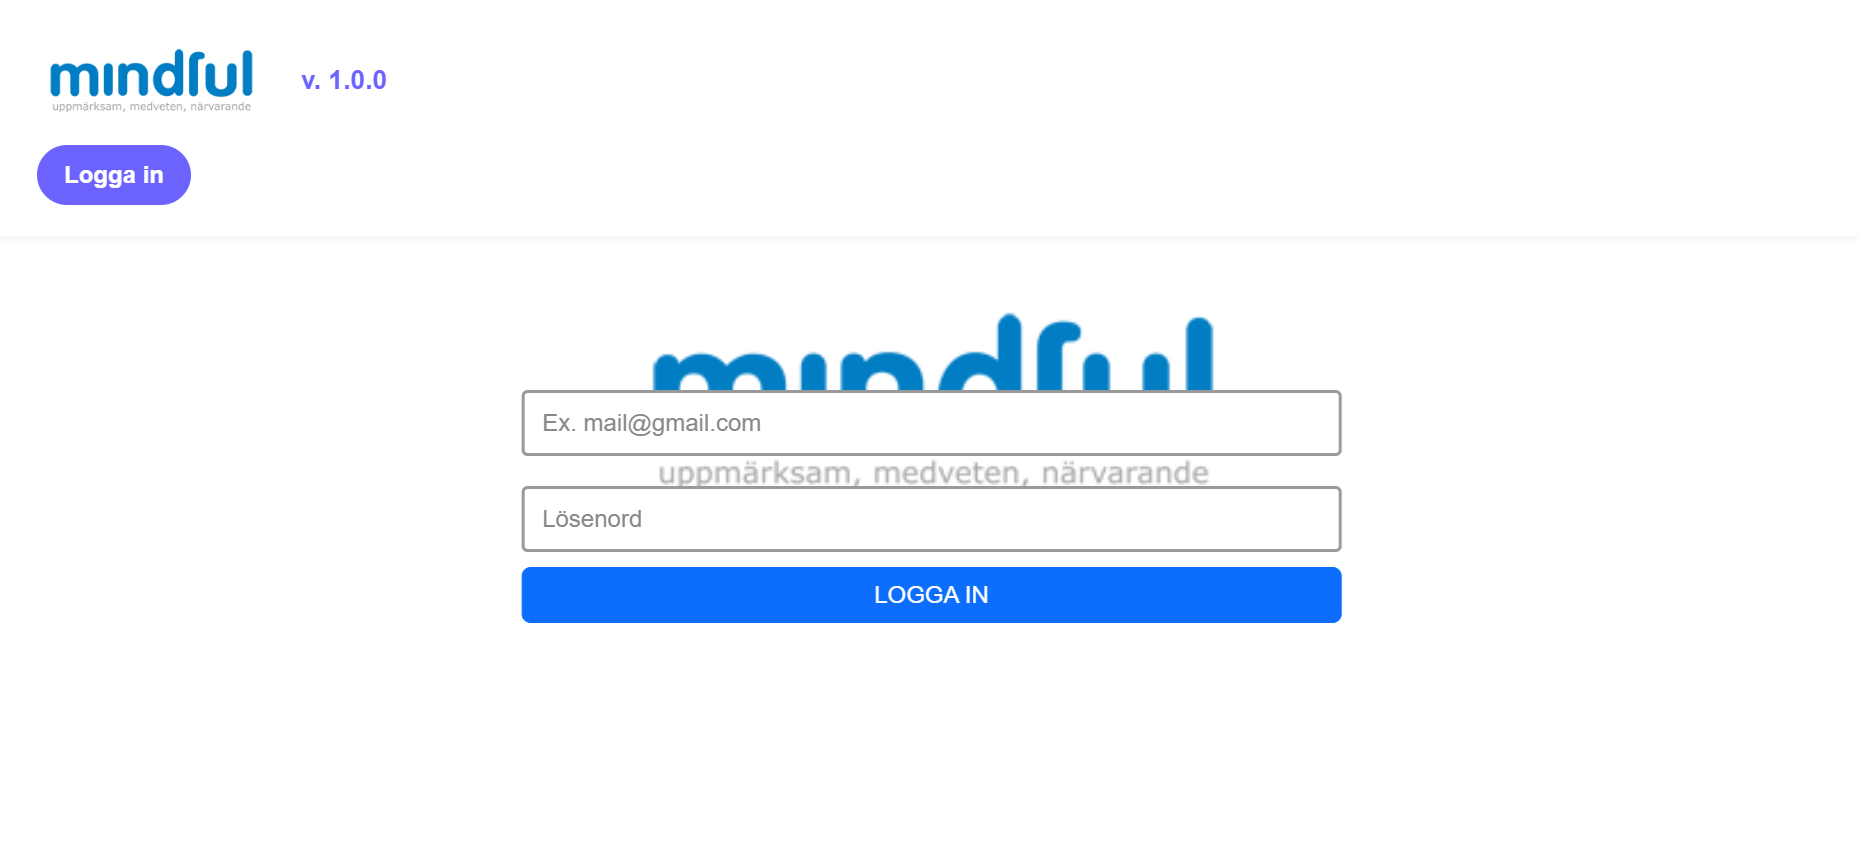 mindful
v. 1.0.0
uppmärksam, medveten, närvarande
Logga in
mindful
Ex. mail@gmail.com
uppmärksam, medveten, närvarande
Lösenord
LOGGA IN